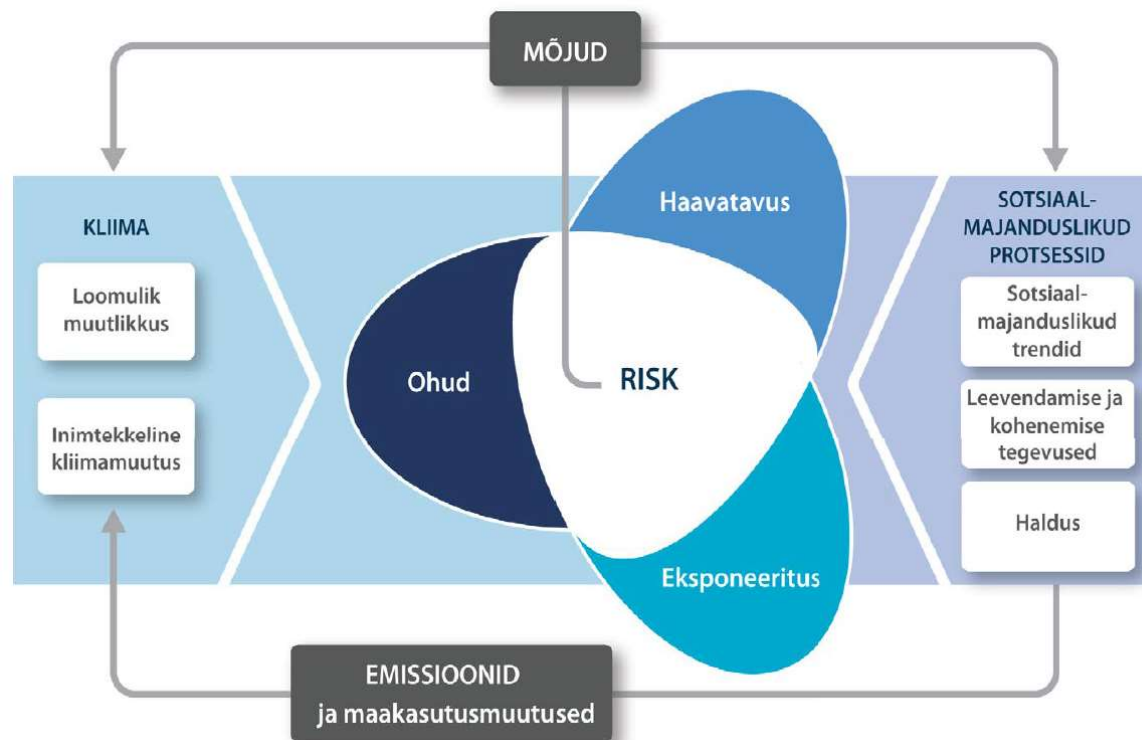 MÕJUD
KLIIMA
Loomulik
muutlikkus
Inimtekkeline
kliimamuutus
Haavatavus
Ohud
RISK
Eksponeeritus
SOTSIAAL-
MAJANDUSLIKUD
PROTSESSID
Sotsiaal-
majanduslikud
trendid
Leevendamise ja
kohenemise
tegevused
Haldus
EMISSIOONID
ja maakasutusmuutused